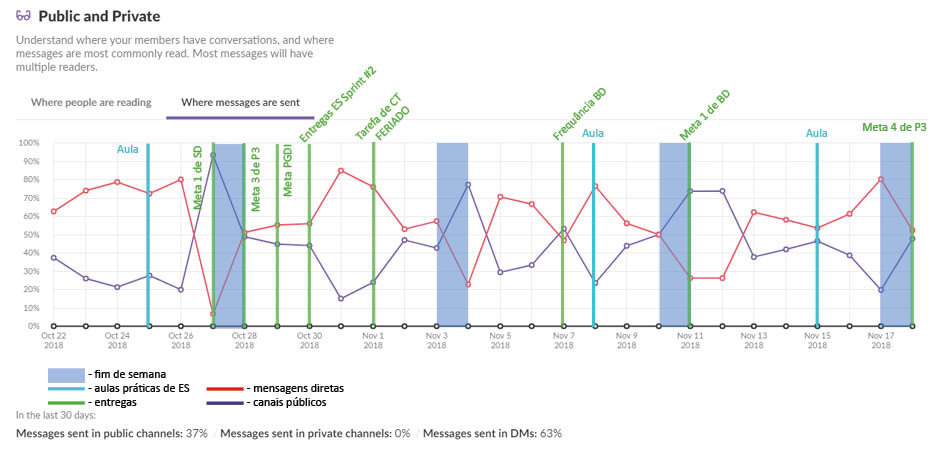 Public and Private
Understand where your members have conversations, and where
messages are most commonly read. Most messages will have
multiple readers.
Where people are reading
Where messages are sent
Entregas ES Sprint #2
Tarefa de CT
FERIADO
Frequência BD
Meta 1 de BD
Meta 4 de P3
Aula
Aula
Aula
Meta 1 de SD
Meta 3 de P3
Meta PGDI
100%
90%
80%
70%
60%
50%
40%
30%
20%
10%
0%
Oct 22
2018
Oct 24
2018
Oct 26
2018
Oct 28
2018
Oct 30
2018
Nov 1
2018
Nov 3
2018
Nov 5
2018
Nov 7
2018
Nov 9
2018
Nov 11
2018
Nov 13
2018
Nov 15
2018
Nov 17
2018
- fim de semana
- aulas práticas de ES
- mensagens diretas
- entregas
- canais públicos
In the last 30 days:
Messages sent in public channels: 37% / Messages sent in private channels: 0% / Messages sent in DMs: 63%